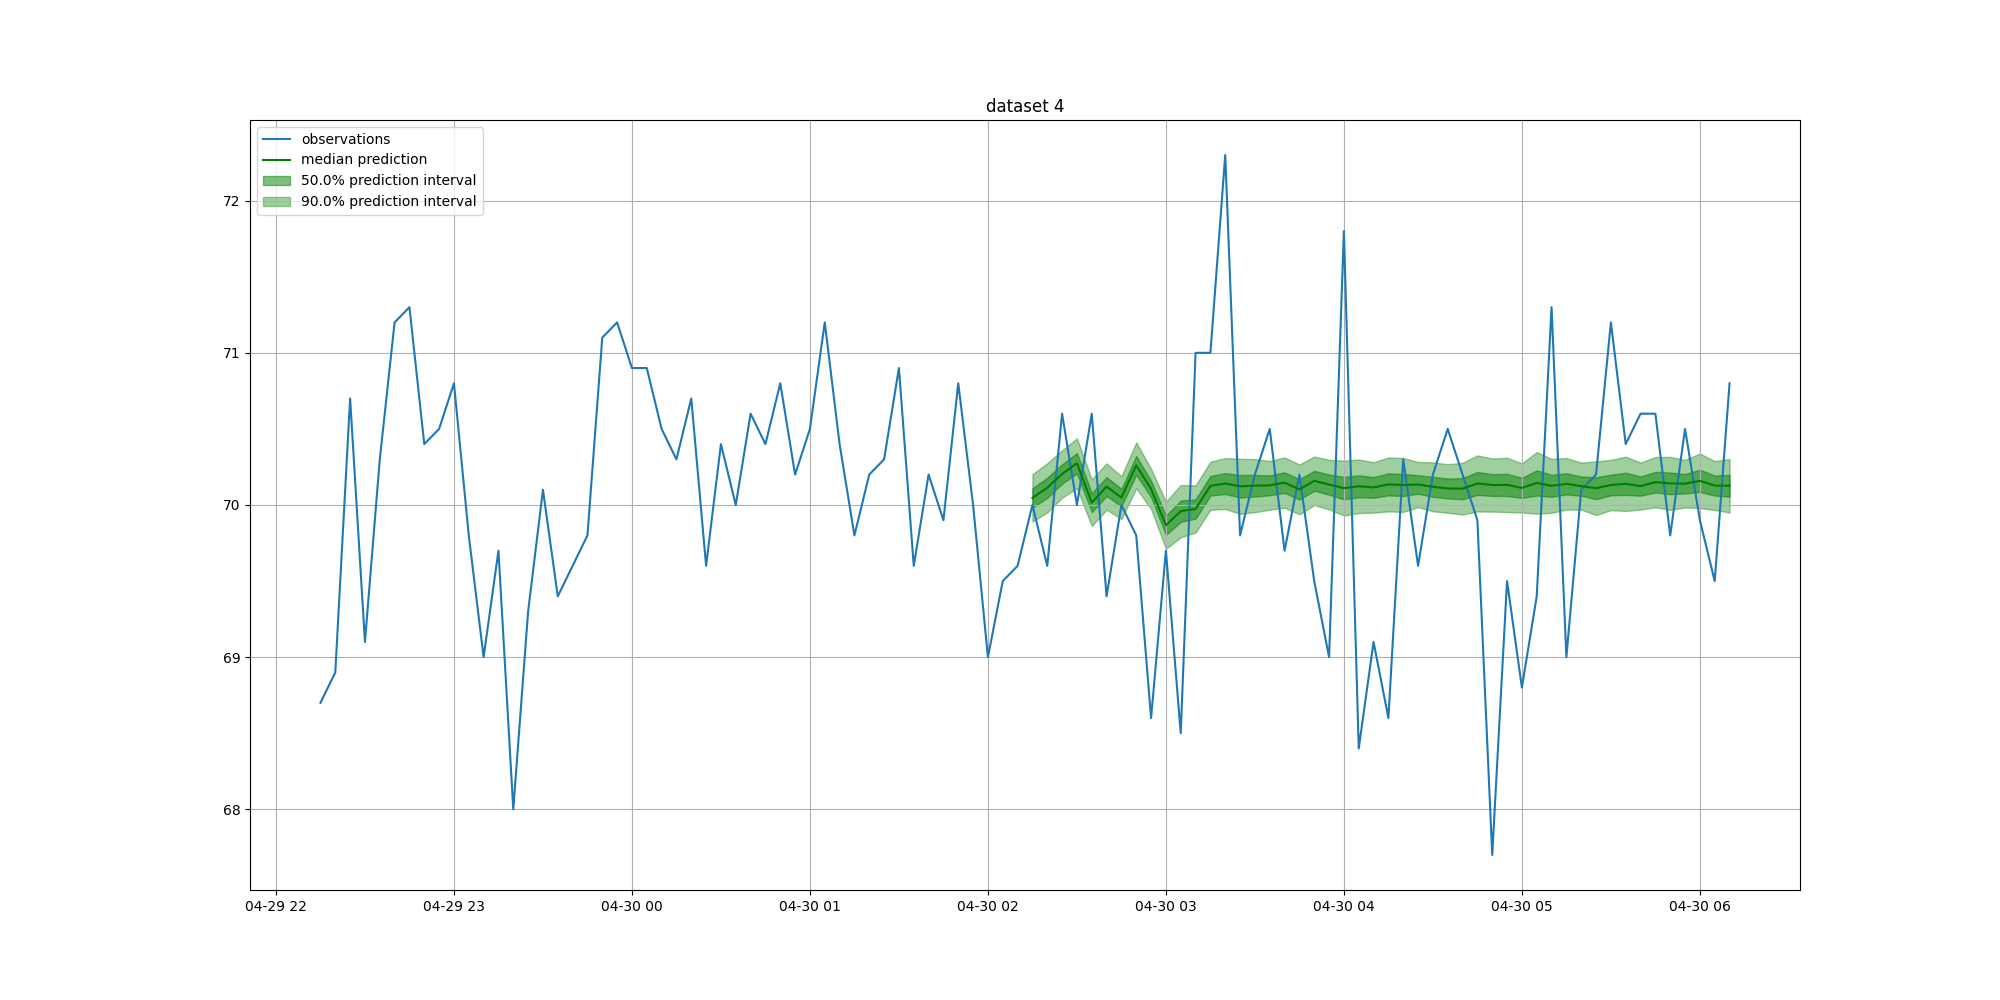 dataset 4
observations
median prediction
50.0% prediction interval
90.0% prediction interval
72
71
70
69
68
04-29 22
04-29 23
04-30 00
04-30 01
04-30 02
04-30 03
04-30 04
04-30 05
04-30 06